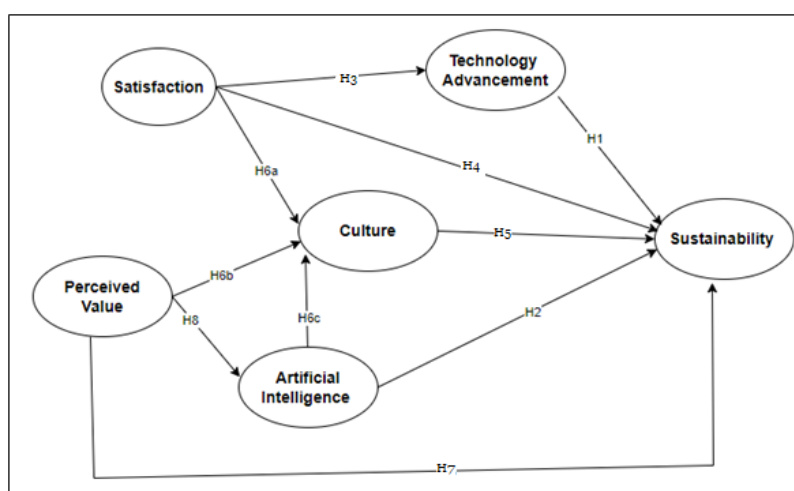 Technology
Advancement
Satisfaction
H3
H1
H4
H6a
Culture
H5
Sustainability
H6b
Perceived
Value
H8
H6c
H2
Artificial
Intelligence
H7